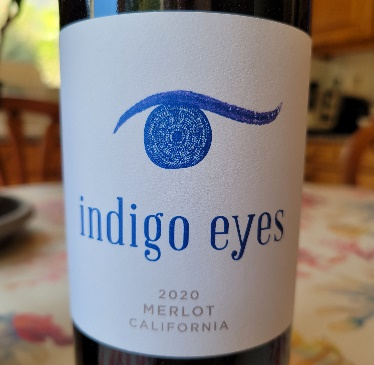 indigo eyes
2020
MERLOT
CALIFORNIA